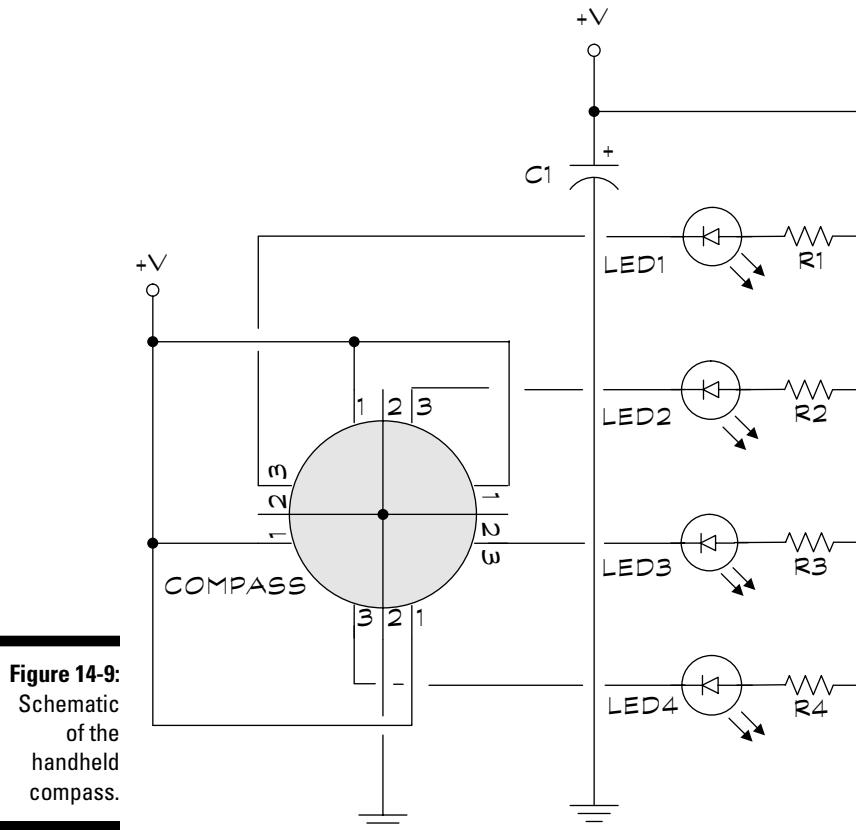 +V
+
C1
LED1
R1
+V
1 2 3
LED2
R2
3
2
1
1
2
3
LED3
R3
COMPASS
3 2 1
LED4
R4
Figure 14-9:
Schematic
of the
handheld
compass.